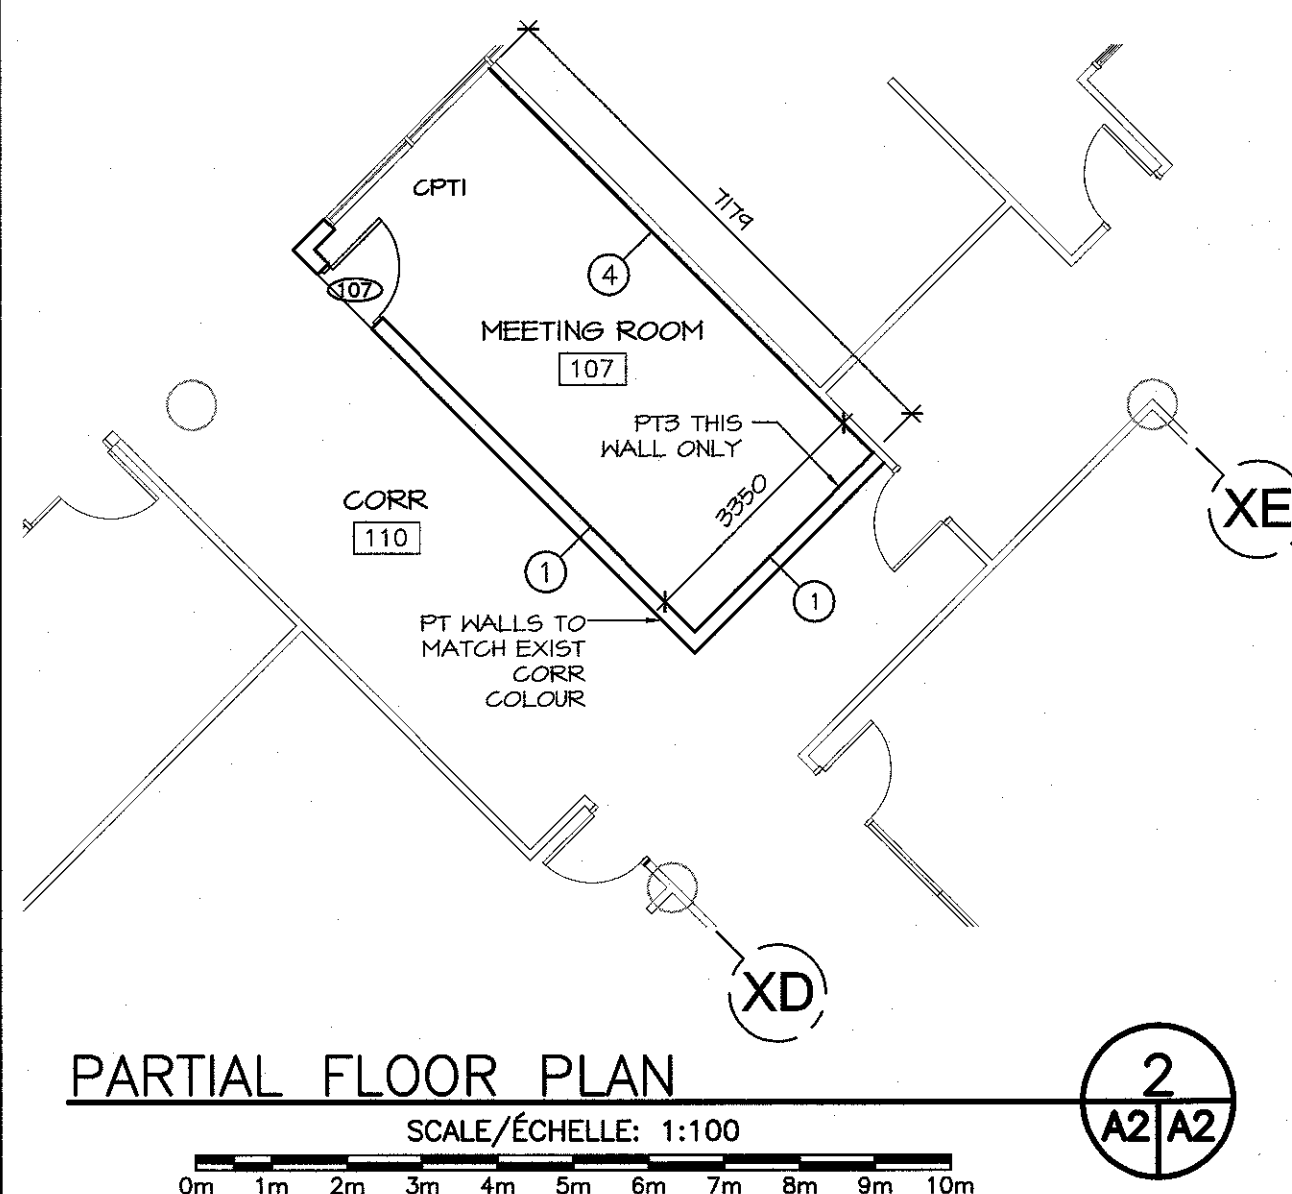 CPT1
7179
4
107
MEETING ROOM
107
PT3 THIS
WALL ONLY
3350
CORR
110
1
1
XE
PT WALLS TO
MATCH EXIST
CORR
COLOUR
XD
PARTIAL FLOOR PLAN
2
A2 A2
SCALE/ÉCHELLE: 1:100
0m 1m 2m 3m 4m 5m 6m 7m 8m 9m 10m